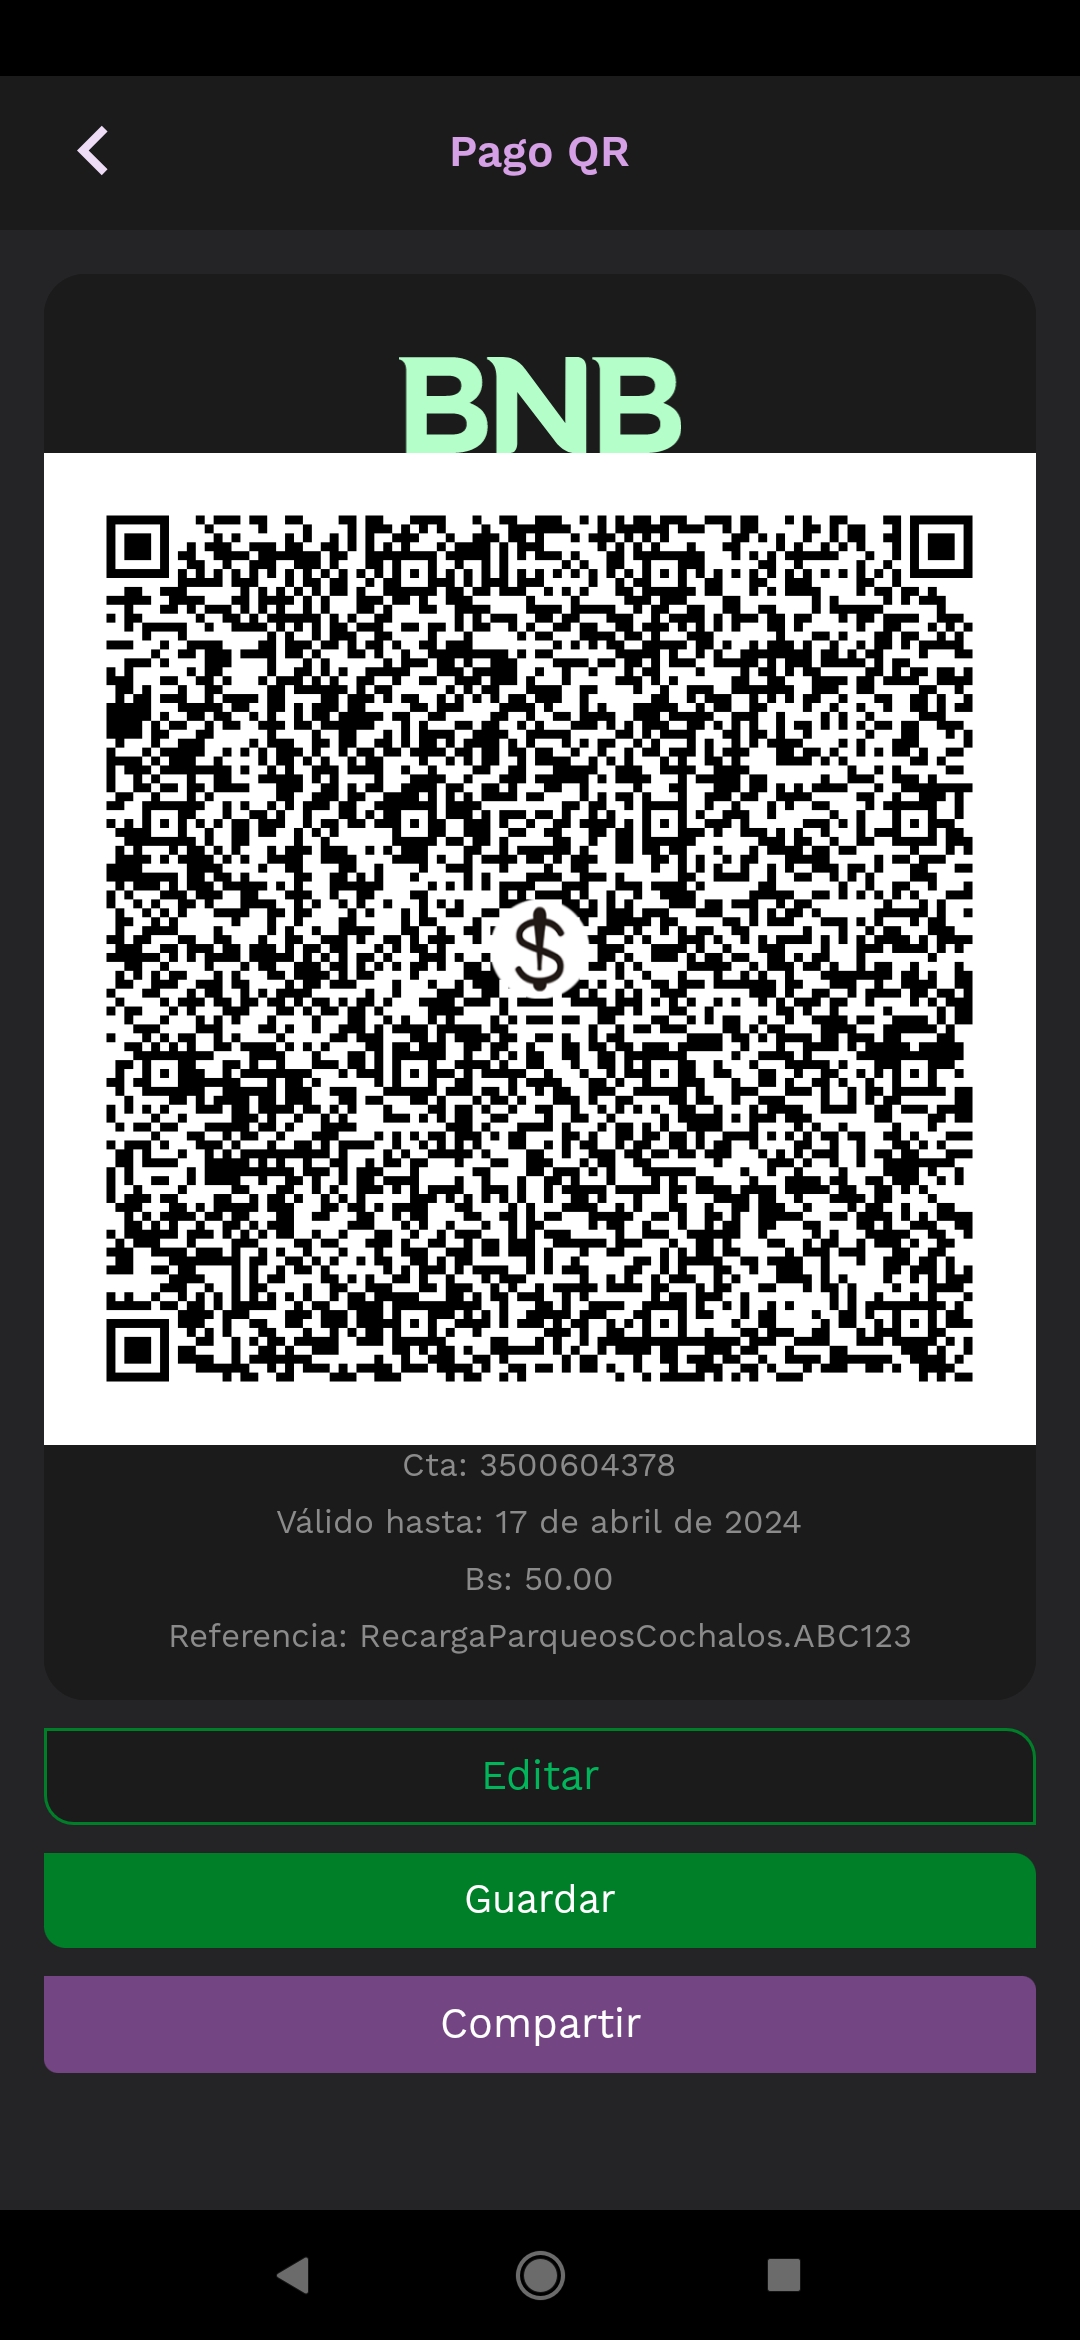 Pago QR
BNB
$
Cta: 3500604378
Válido hasta: 17 de abril de 2024
Bs: 50.00
Referencia: RecargaParqueosCochalos.ABC123
Editar
Guardar
Compartir